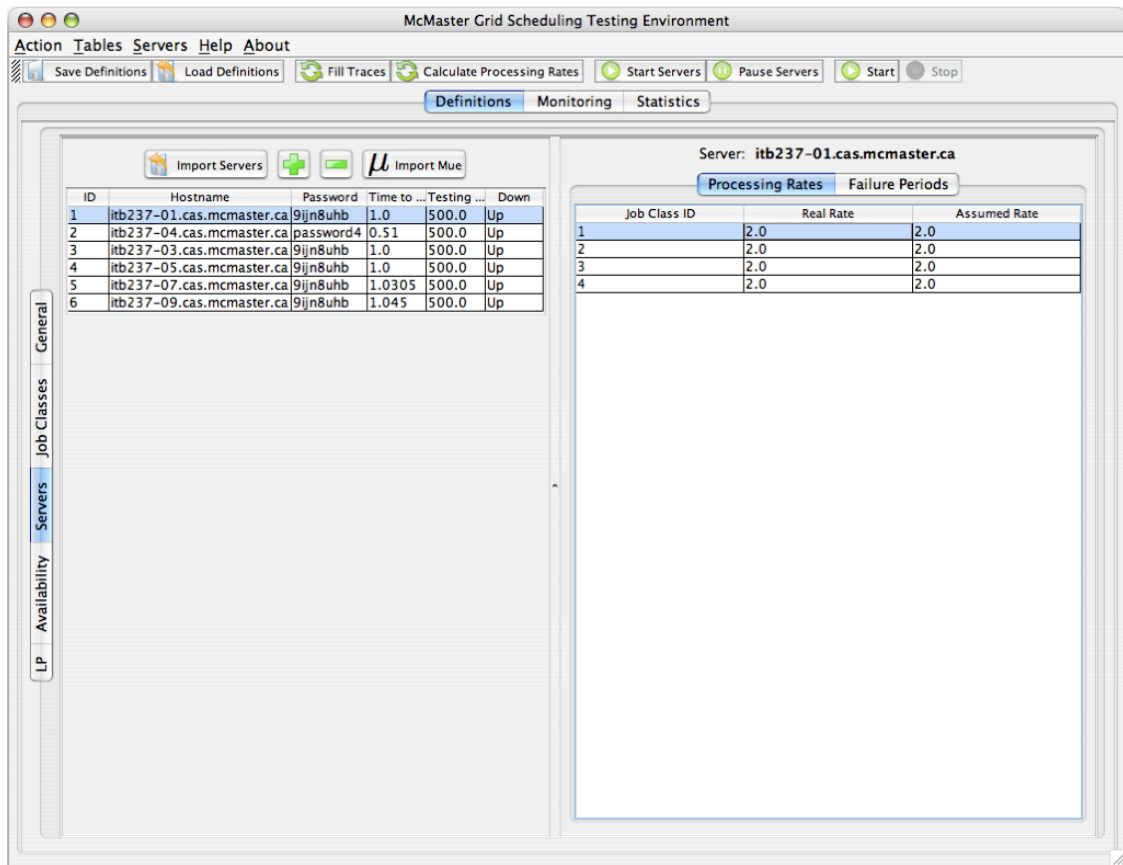 McMaster Grid Scheduling Testing Environment
Action Tables Servers Help About
Save Definitions Load Definitions Fill Traces Calculate Processing Rates Start Servers Pause Servers Start Stop
Definitions Monitoring Statistics
General
Job Classes
Servers
Availability
LP
Import Servers μ Import Mue
ID Hostname Password Time to ... Testing ... Down
1 itb237-01.cas.mcmaster.ca 9ijn8uhb 1.0 500.0 Up
2 itb237-04.cas.mcmaster.ca password4 0.51 500.0 Up
3 itb237-03.cas.mcmaster.ca 9ijn8uhb 1.0 500.0 Up
4 itb237-05.cas.mcmaster.ca 9ijn8uhb 1.0 500.0 Up
5 itb237-07.cas.mcmaster.ca 9ijn8uhb 1.0305 500.0 Up
6 itb237-09.cas.mcmaster.ca 9ijn8uhb 1.045 500.0 Up
Server: itb237-01.cas.mcmaster.ca
Processing Rates Failure Periods
Job Class ID Real Rate Assumed Rate
1 2.0 2.0
2 2.0 2.0
3 2.0 2.0
4 2.0 2.0